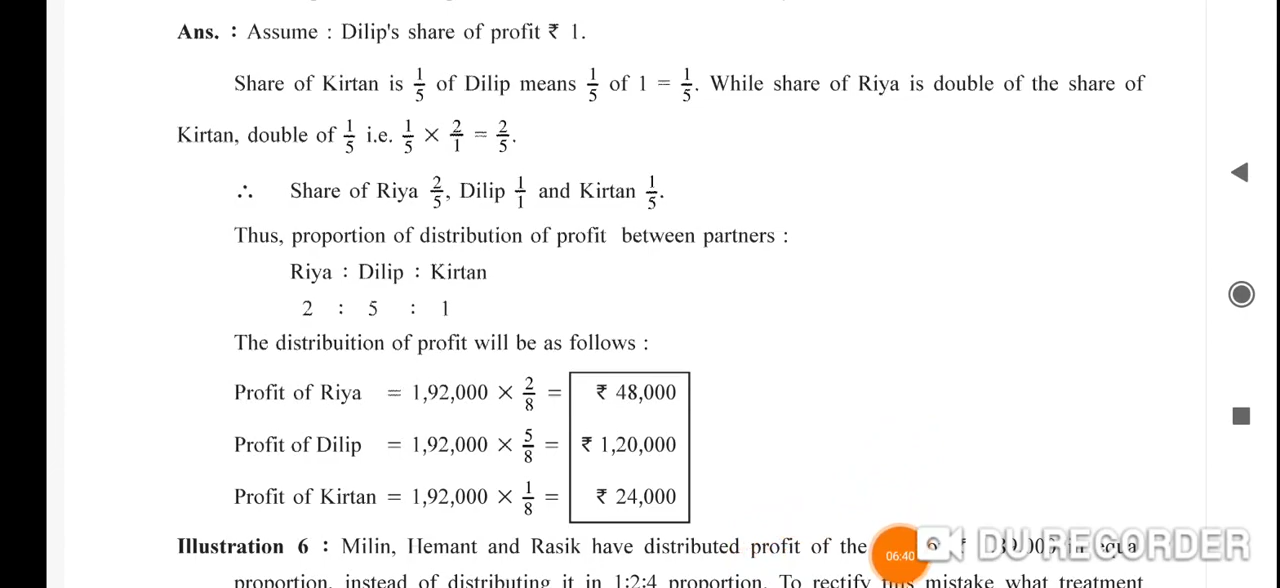 Ans. : Assume : Dilip's share of profit ₹ 1.
Share of Kirtan is 1/5 of Dilip means 1/5 of 1 = 1/5. While share of Riya is double of the share of
Kirtan, double of 1/5 i.e. 1/5 × 2/1 = 2/5.
∴ Share of Riya 2/5, Dilip 1/1 and Kirtan 1/5.
Thus, proportion of distribution of profit between partners :
Riya : Dilip : Kirtan
2 : 5 : 1
The distribuition of profit will be as follows :
Profit of Riya = 1,92,000 × 2/8 = ₹ 48,000
Profit of Dilip = 1,92,000 × 5/8 = ₹ 1,20,000
Profit of Kirtan = 1,92,000 × 1/8 = ₹ 24,000
Illustration 6 : Milin, Hemant and Rasik have distributed profit of the
06:40
DU RECORDER
proportion, instead of distributing it in 1:2:4 proportion. To rectify this mistake what treatment